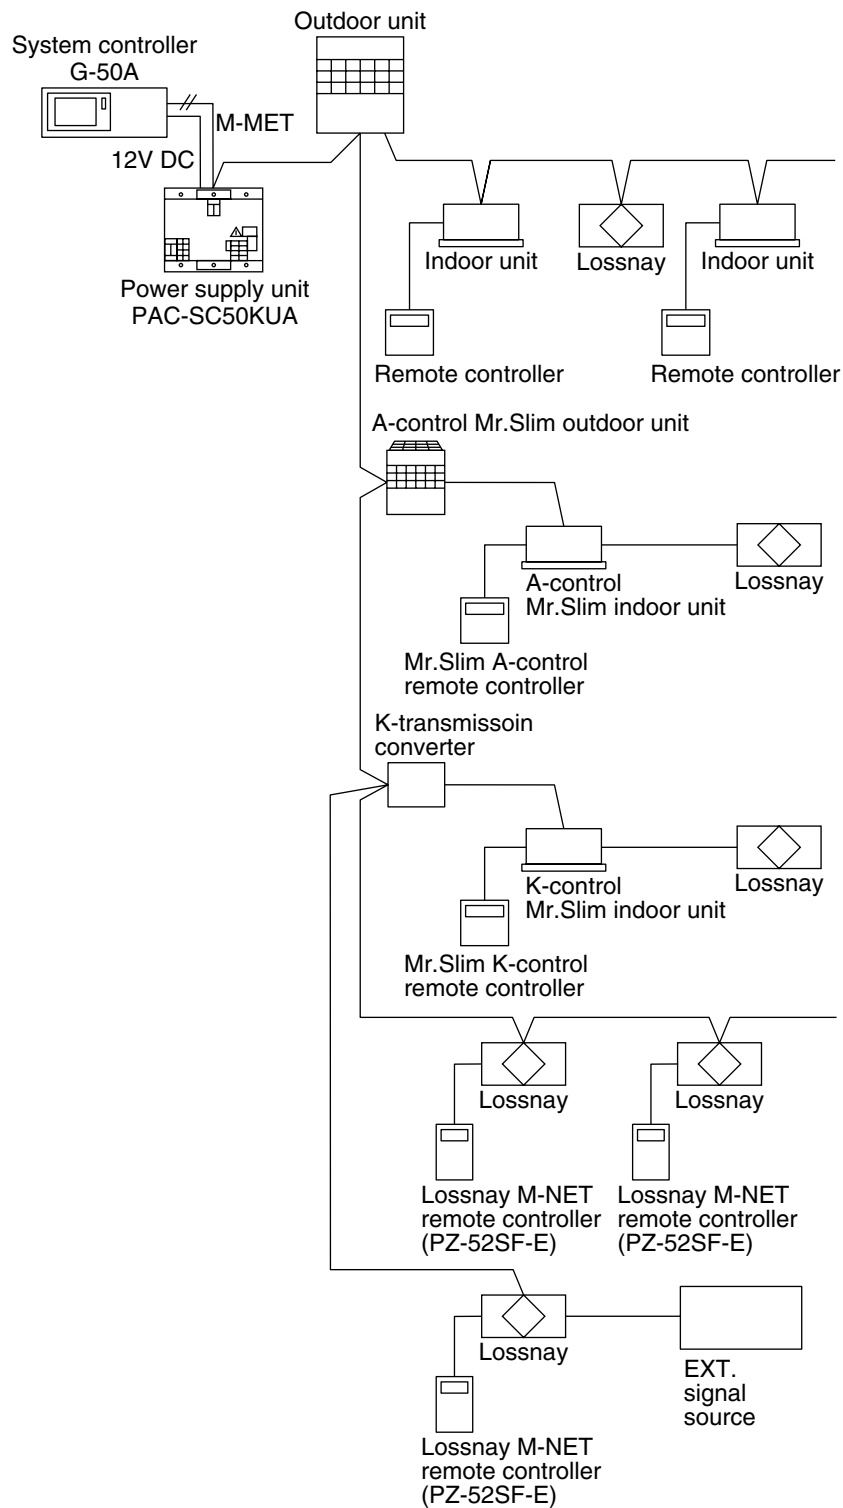 Outdoor unit
System controller
G-50A
M-MET
12V DC
Indoor unit
Lossnay
Indoor unit
Power supply unit
PAC-SC50KUA
Remote controller
Remote controller
A-control Mr.Slim outdoor unit
A-control
Mr.Slim indoor unit
Lossnay
Mr.Slim A-control
remote controller
K-transmissoin
converter
K-control
Mr.Slim indoor unit
Lossnay
Mr.Slim K-control
remote controller
Lossnay
Lossnay
Lossnay M-NET
remote controller
(PZ-52SF-E)
Lossnay M-NET
remote controller
(PZ-52SF-E)
Lossnay
EXT.
signal
source
Lossnay M-NET
remote controller
(PZ-52SF-E)